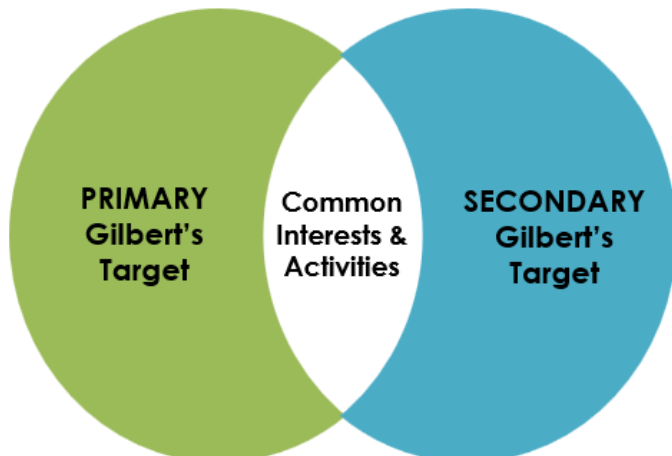 PRIMARY
Gilbert's
Target
Common
Interests &
Activities
SECONDARY
Gilbert's
Target